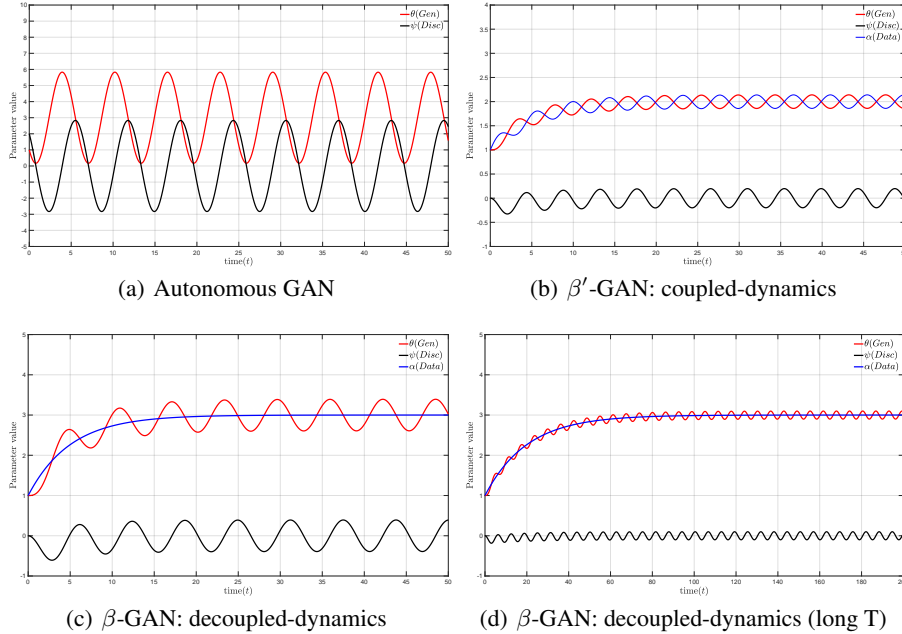 10
9
8
7
6
5
4
3
2
1
0
-1
-2
-3
-4
-5
Parameter value
0 5 10 15 20 25 30 35 40 45 50
time(t)
θ(Gen)
ψ(Disc)
(a) Autonomous GAN
4
3.5
3
2.5
2
1.5
1
0.5
0
-0.5
-1
Parameter value
0 5 10 15 20 25 30 35 40 45 50
time(t)
θ(Gen)
ψ(Disc)
α(Data)
(b) β′-GAN: coupled-dynamics
5
4
3
2
1
0
-1
Parameter value
0 5 10 15 20 25 30 35 40 45 50
time(t)
θ(Gen)
ψ(Disc)
α(Data)
(c) β-GAN: decoupled-dynamics
5
4
3
2
1
0
-1
Parameter value
0 20 40 60 80 100 120 140 160 180 200
time(t)
θ(Gen)
ψ(Disc)
α(Data)
(d) β-GAN: decoupled-dynamics (long T)